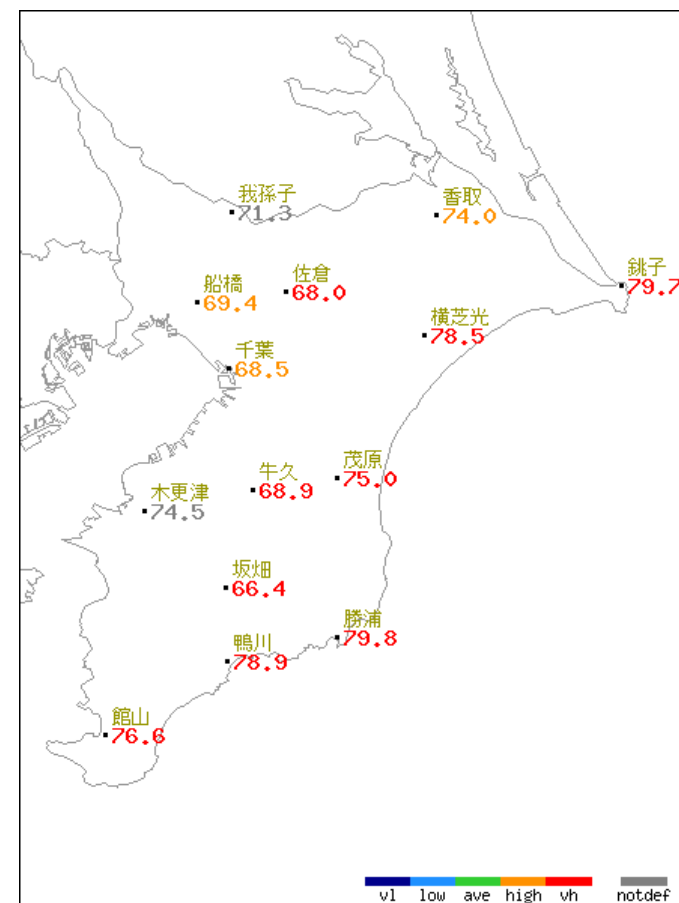 我孫子
71.3
香取
74.0
船橋
69.4
佐倉
68.0
銚子
79.7
横芝光
78.5
千葉
68.5
牛久
68.9
茂原
75.0
木更津
74.5
坂畑
66.4
勝浦
79.8
鴨川
78.9
館山
76.6
vl low ave high vh notdef